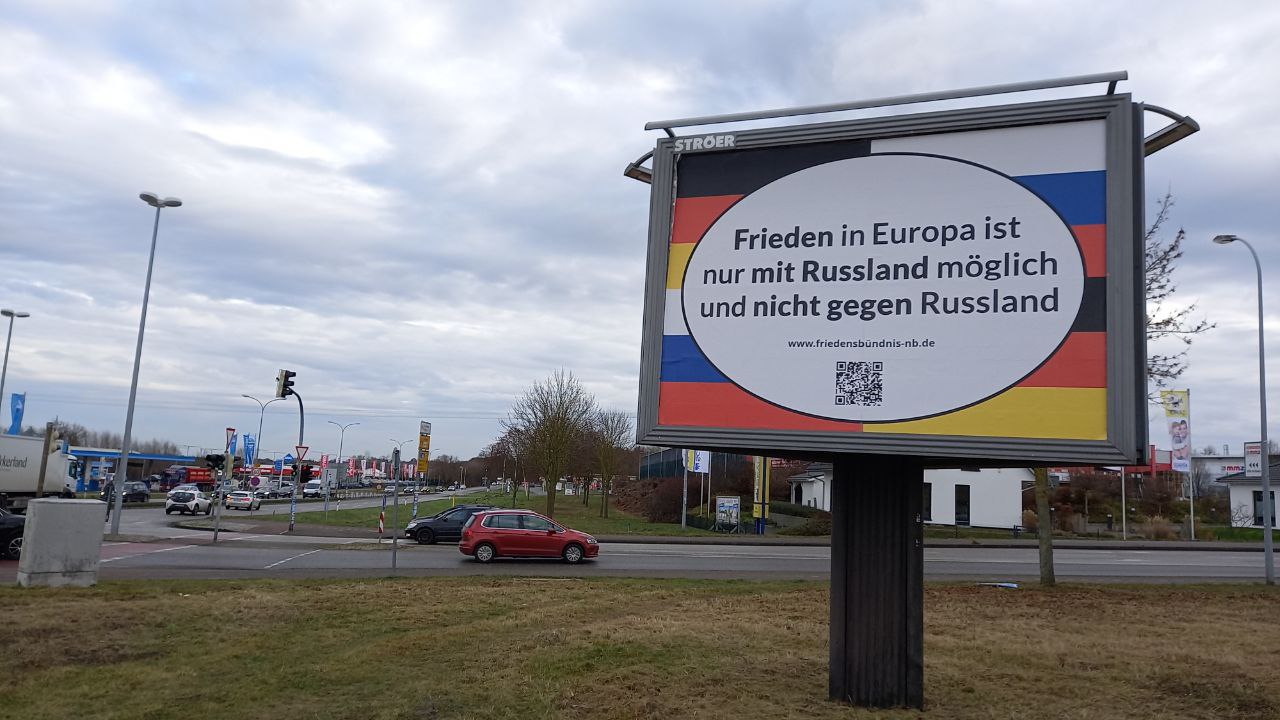 STRÖER
Frieden in Europa ist
nur mit Russland möglich
und nicht gegen Russland
www.friedensbündnis-nb.de